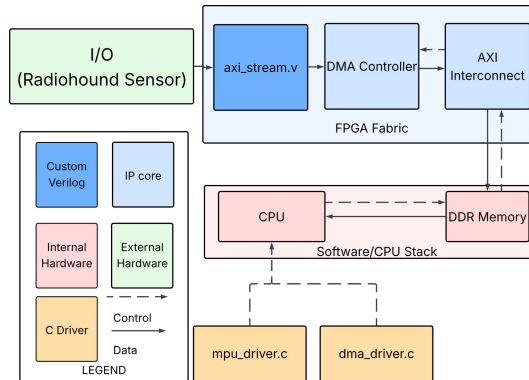 I/O
(Radiohound Sensor)
axi_stream.v
DMA Controller
AXI
Interconnect
FPGA Fabric
Custom
Verilog
IP core
Internal
Hardware
External
Hardware
C Driver
Control
Data
LEGEND
CPU
DDR Memory
Software/CPU Stack
mpu_driver.c
dma_driver.c